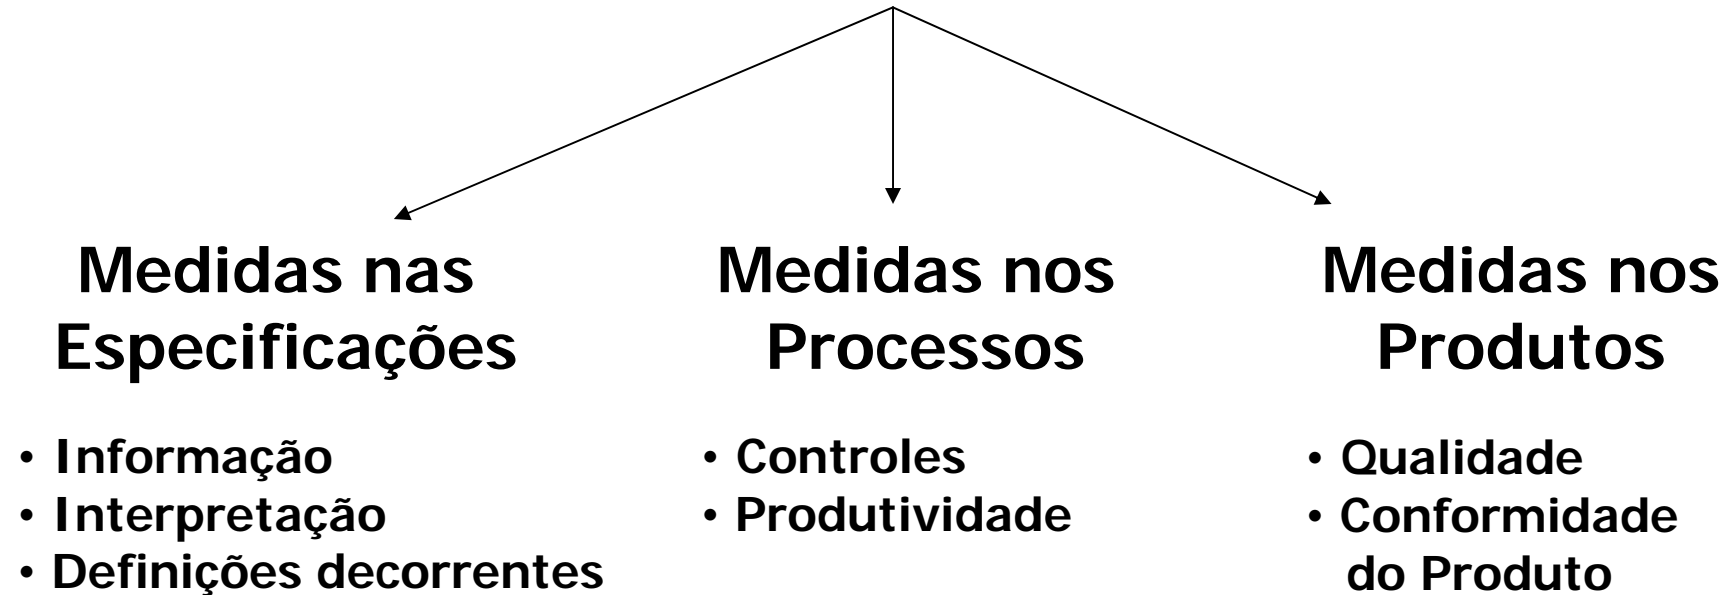 Medidas nas
Especificações
• Informação
• Interpretação
• Definições decorrentes
Medidas nos
Processos
• Controles
• Produtividade
Medidas nos
Produtos
• Qualidade
• Conformidade
do Produto